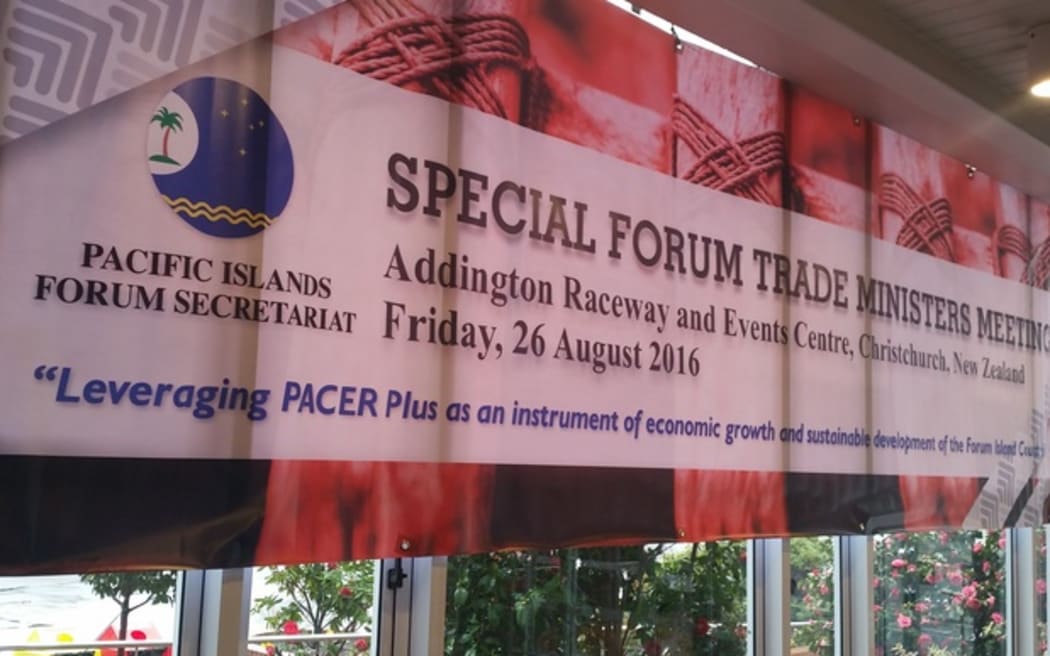 PACIFIC ISLANDS
FORUM SECRETARIAT
SPECIAL FORUM TRADE MINISTERS MEETING
Addington Raceway and Events Centre, Christchurch, New Zealand
Friday, 26 August 2016
“Leveraging PACER Plus as an instrument of economic growth and sustainable development of the Forum Island